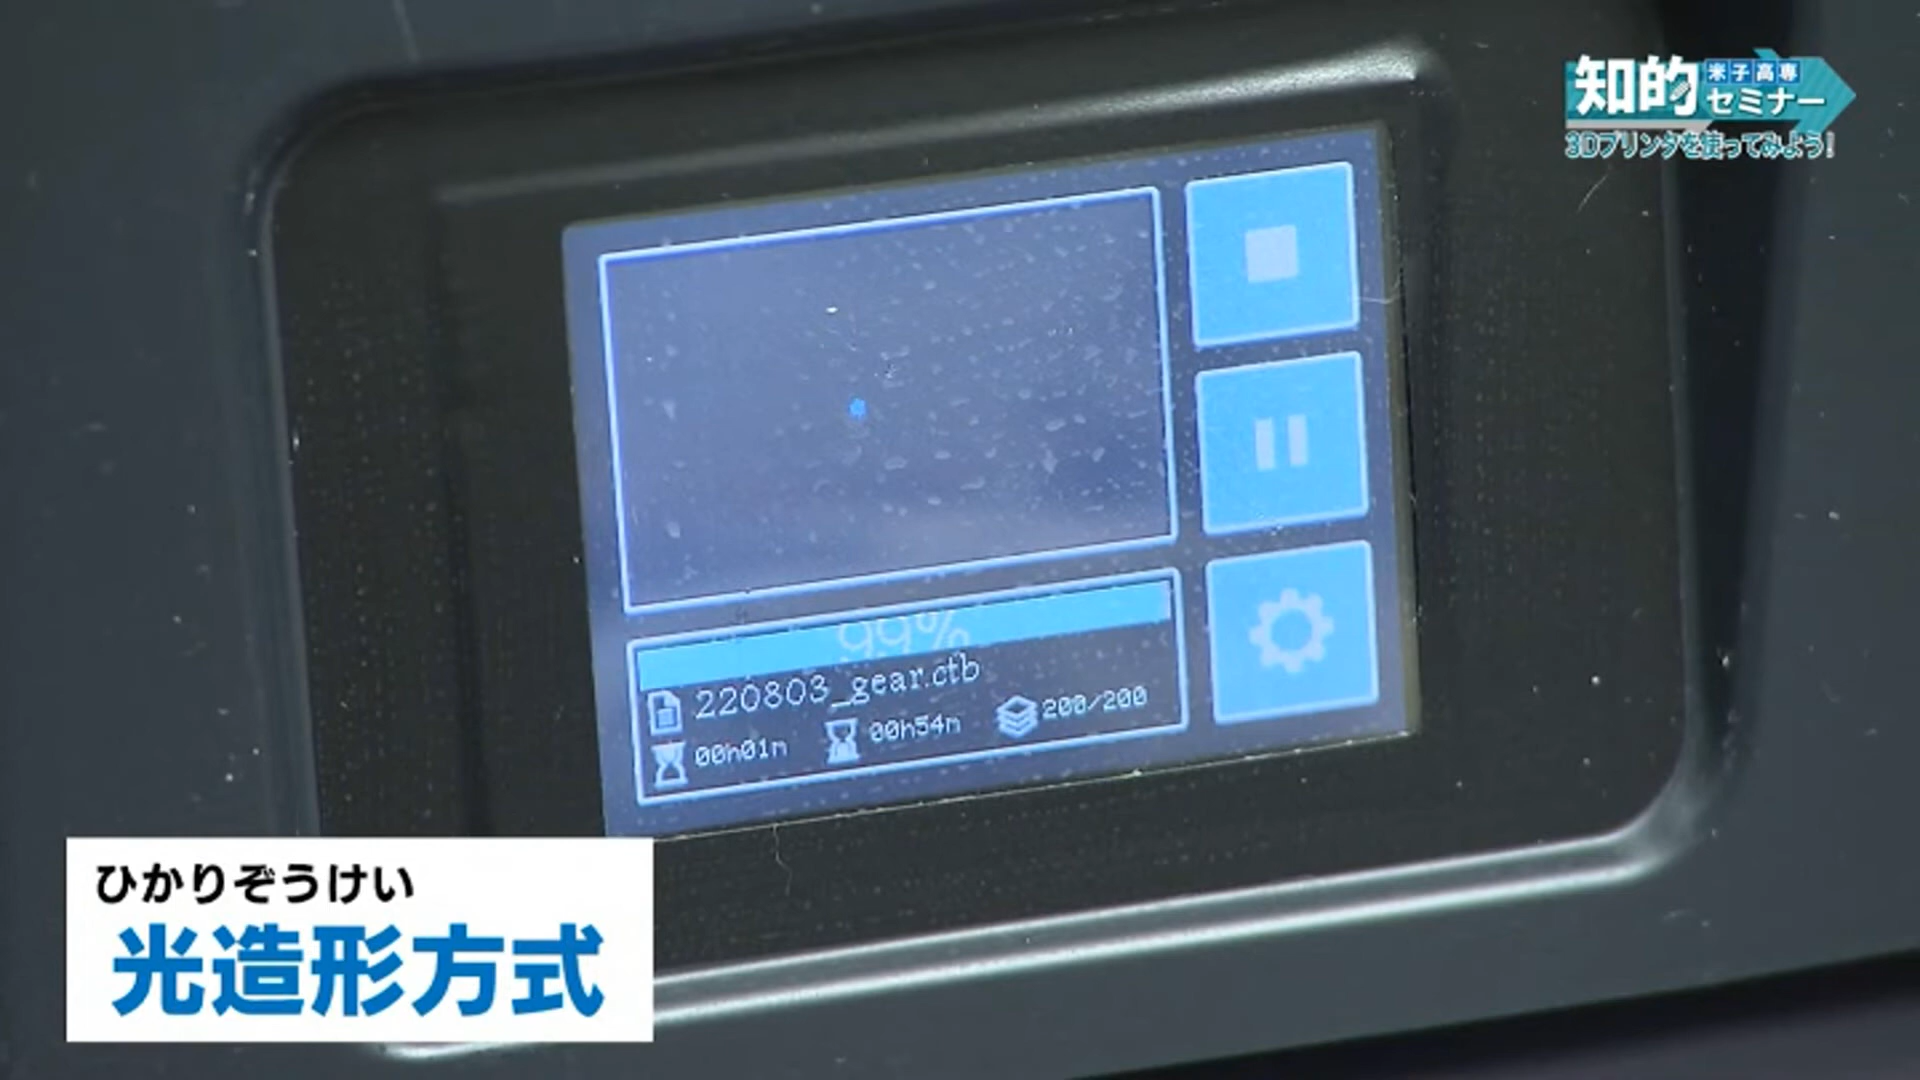 知的
米子高専
セミナー
3Dプリンタを使ってみよう!
99%
220803_gear.ctb
00h01m
00h54m
200/200
ひかりぞうけい
光造形方式